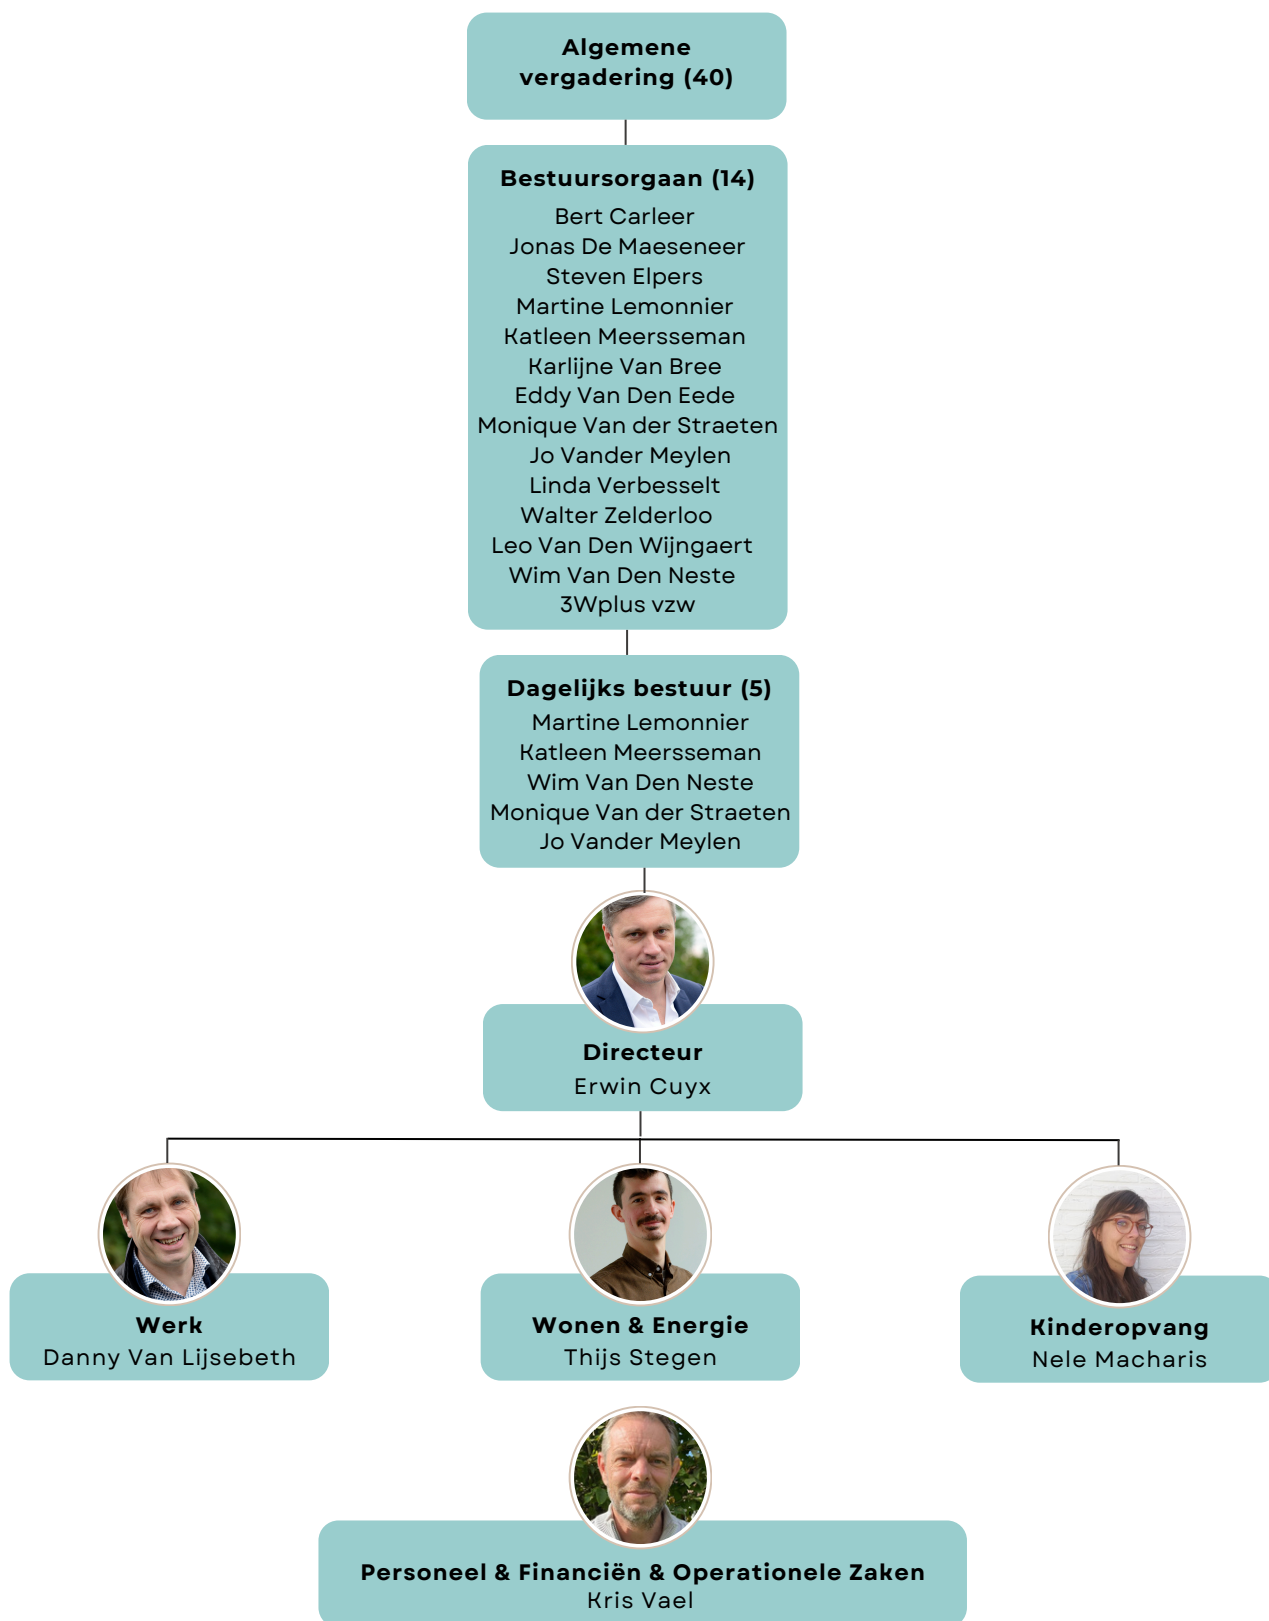 Algemene
vergadering (40)
Bestuursorgaan (14)
Bert Carleer
Jonas De Maeseneer
Steven Elpers
Martine Lemonnier
Katleen Meersseman
Karlijne Van Bree
Eddy Van Den Eede
Monique Van der Straeten
Jo Vander Meylen
Linda Verbesselt
Walter Zelderloo
Leo Van Den Wijngaert
Wim Van Den Neste
3Wplus vzw
Dagelijks bestuur (5)
Martine Lemonnier
Katleen Meersseman
Wim Van Den Neste
Monique Van der Straeten
Jo Vander Meylen
Directeur
Erwin Cuyx
Werk
Danny Van Lijsebeth
Wonen & Energie
Thijs Stegen
Kinderopvang
Nele Macharis
Personeel & Financiën & Operationele Zaken
Kris Vael